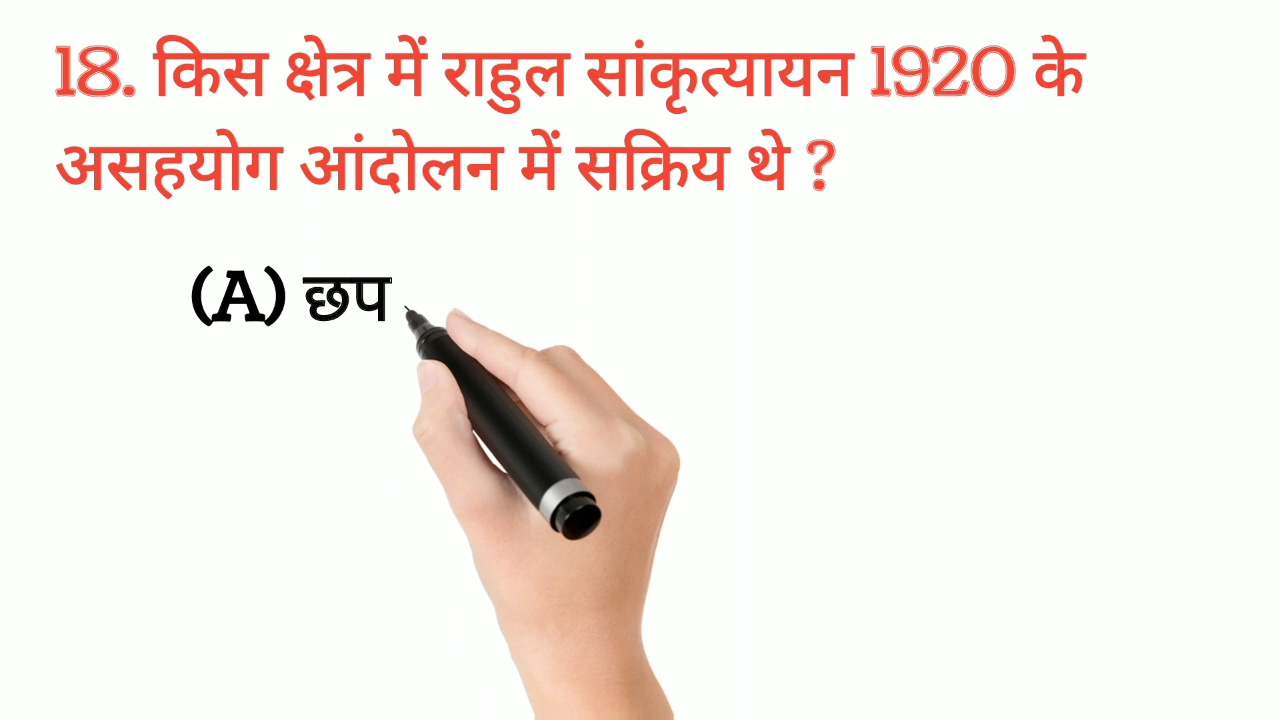 18. किस क्षेत्र में राहुल सांकृत्यायन 1920 के
असहयोग आंदोलन में सक्रिय थे ?
(A) छप